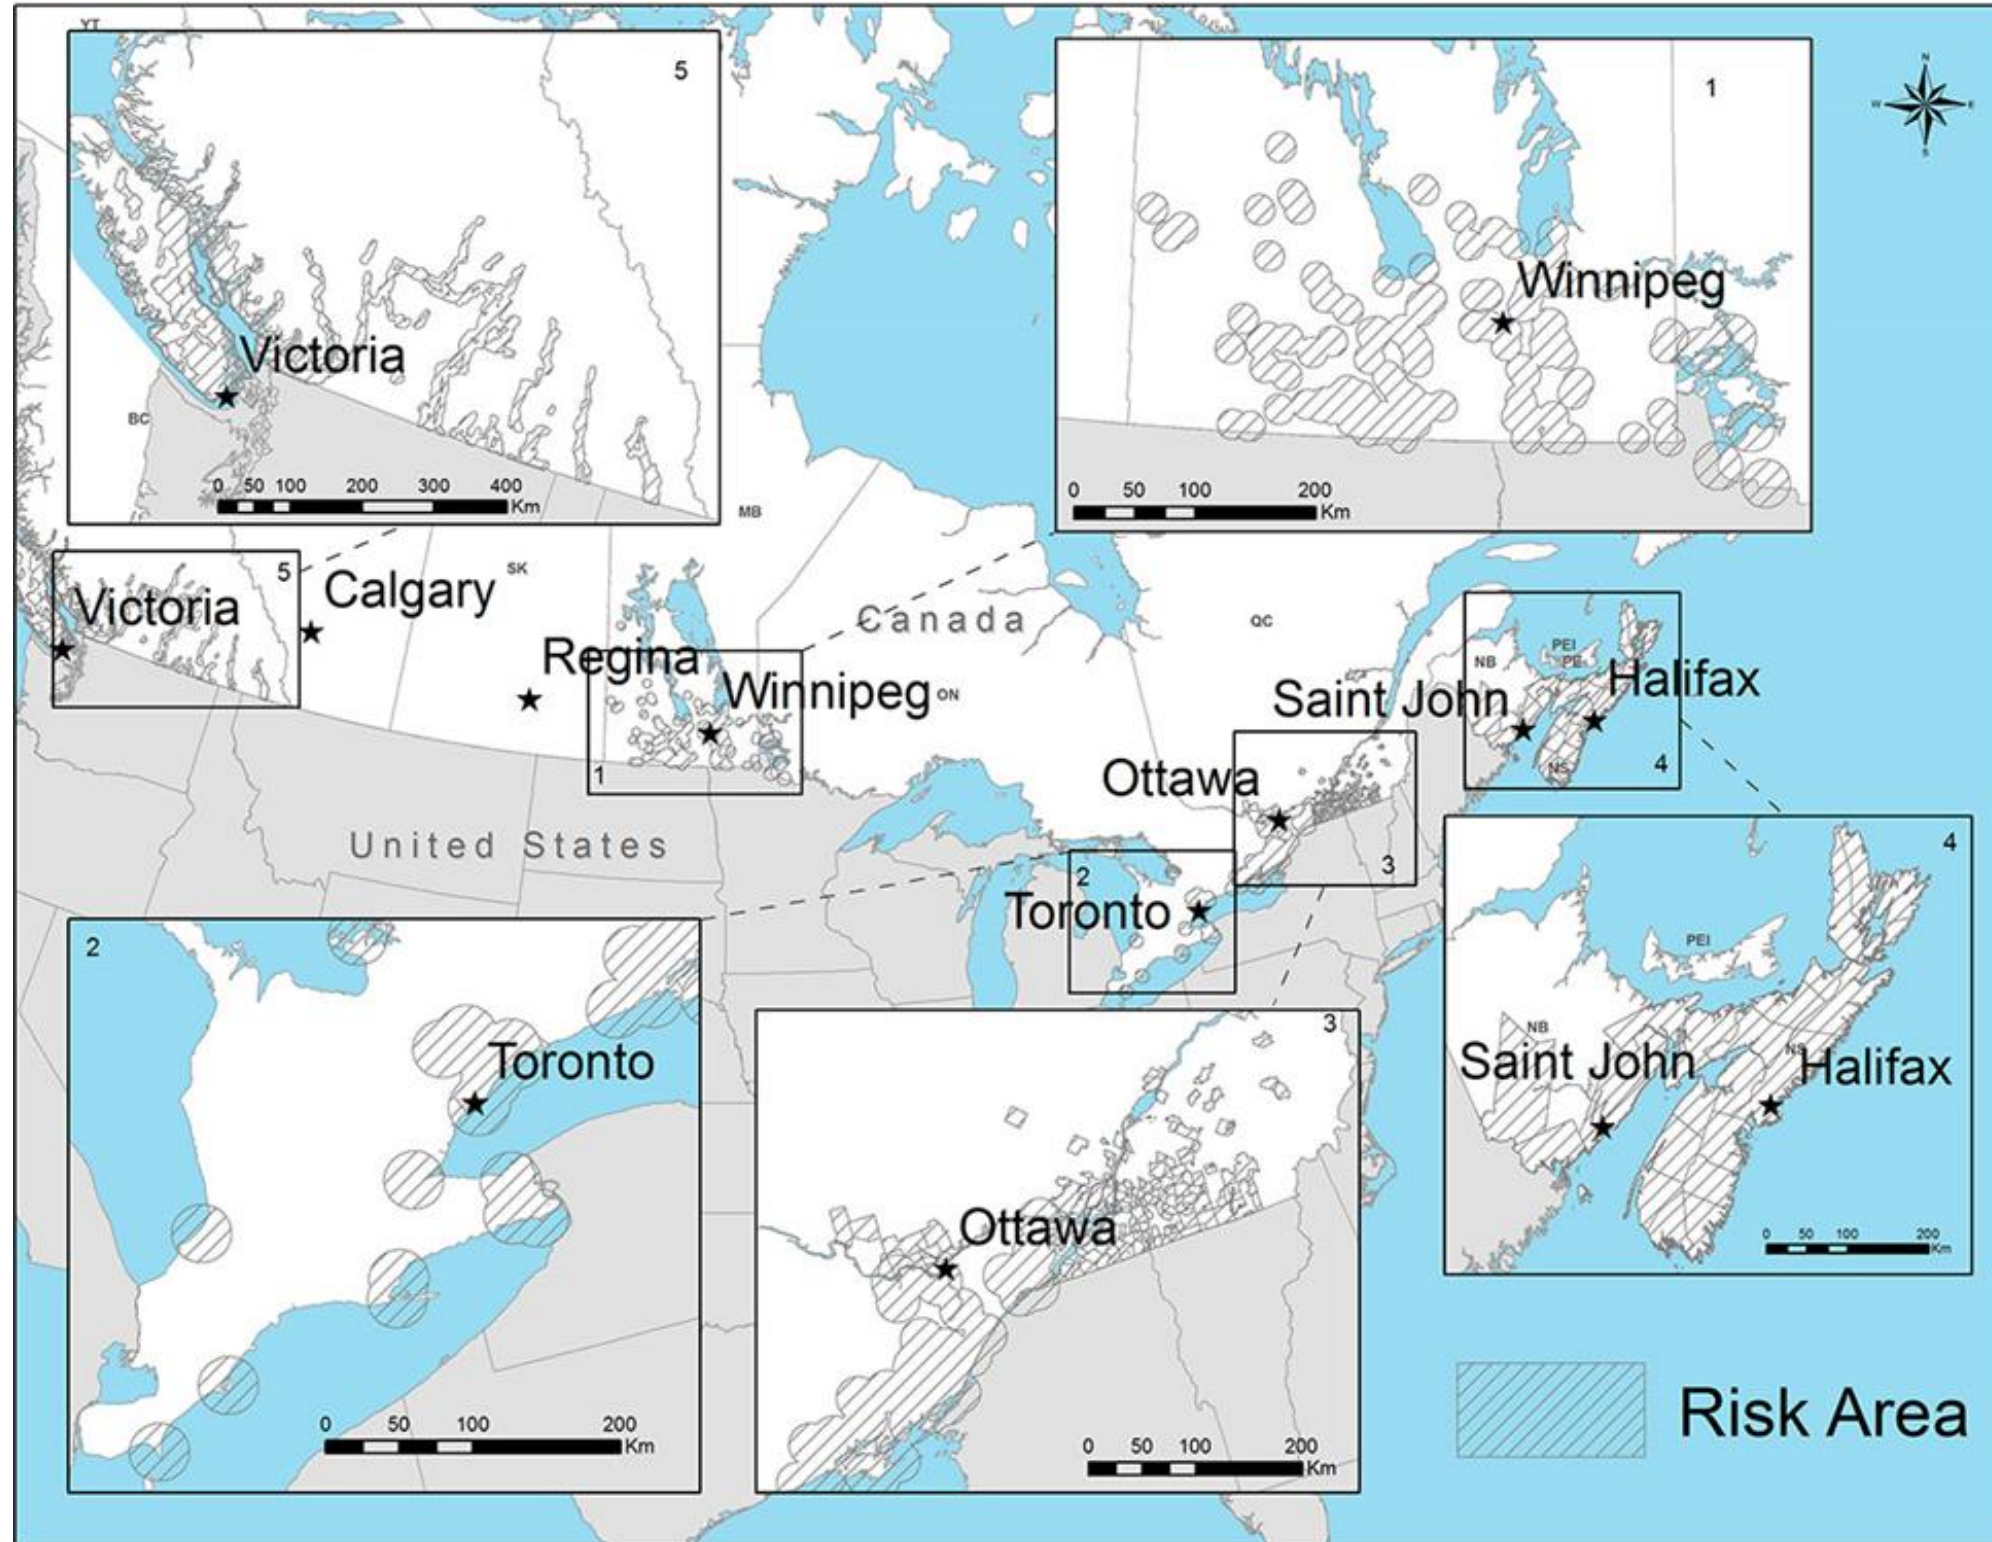 YT
5
Victoria
BC
0 50 100 200 300 400
Km
1
Winnipeg
0 50 100 200
Km
N
W E
S
MB
5
Victoria
Calgary
SK
Regina
Winnipeg
ON
1
Canada
QC
United States
NB
PEI
PE
Halifax
Saint John
NS
4
Ottawa
3
2
Toronto
2
Toronto
0 50 100 200
Km
3
Ottawa
0 50 100 200
Km
4
PEI
NB
NS
Saint John
Halifax
0 50 100 200
Km
Risk Area